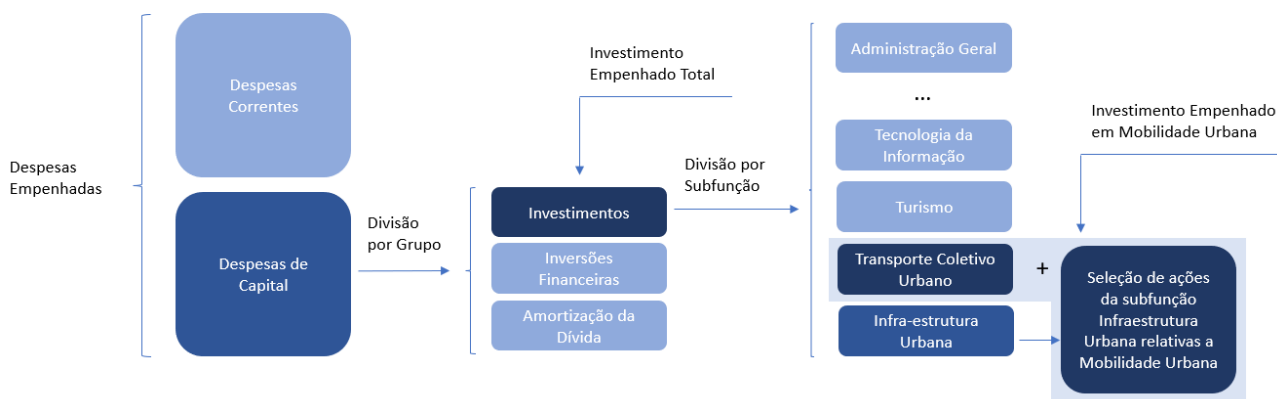 Despesas
Empenhadas
Despesas
Correntes
Despesas de
Capital
Divisão
por Grupo
Investimento
Empenhado Total
Investimentos
Inversões
Financeiras
Amortização da
Dívida
Divisão por
Subfunção
Administração Geral
...
Tecnologia da
Informação
Turismo
Transporte Coletivo
Urbano
+
Infra-estrutura
Urbana
Investimento Empenhado
em Mobilidade Urbana
Seleção de ações
da subfunção
Infraestrutura
Urbana relativas a
Mobilidade Urbana